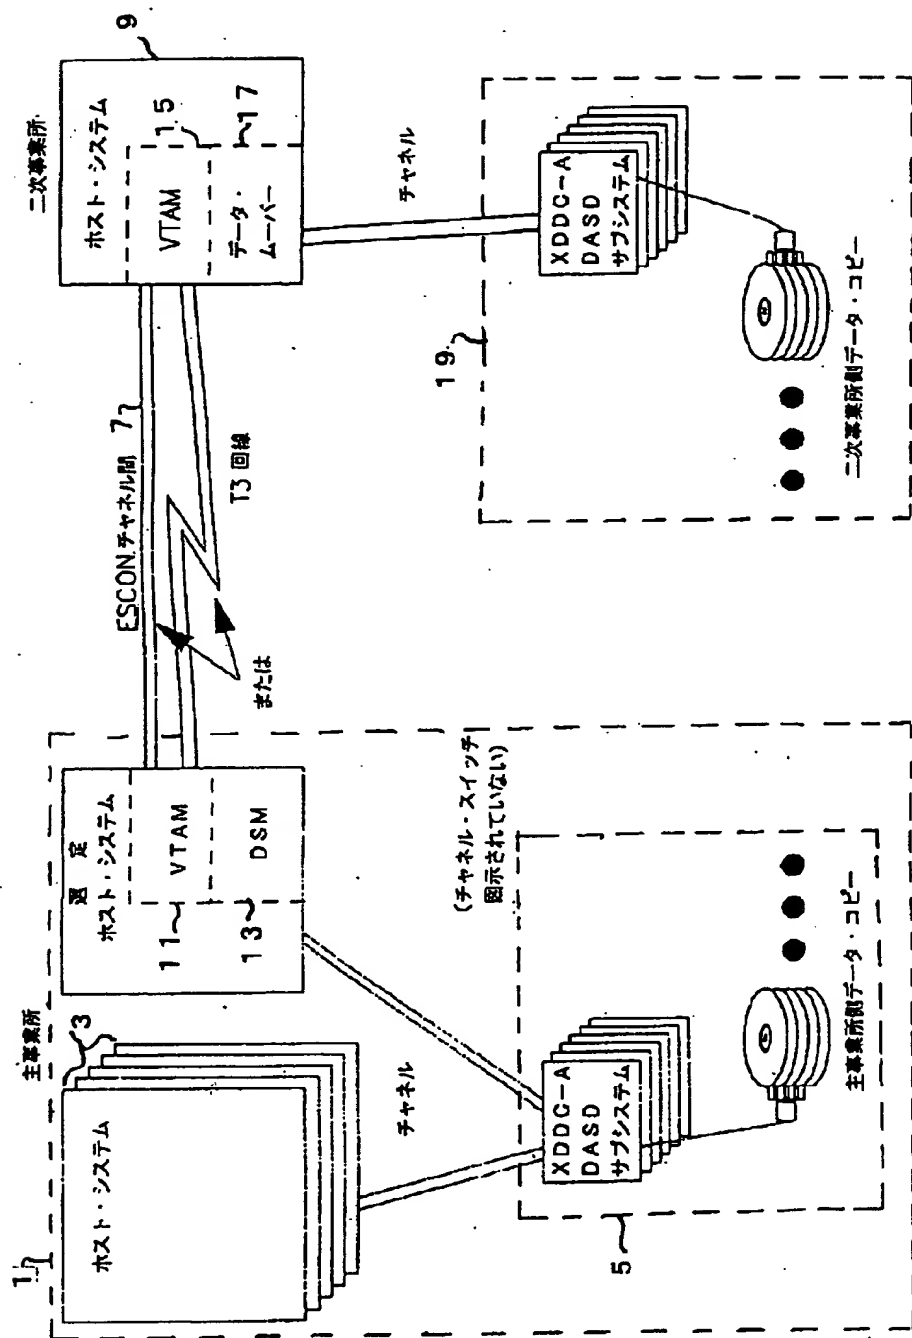 1
主事業所
3
ホスト・システム
チャネル
選定
ホスト・システム
VTAM
11
DSM
13
(チャネル・スイッチ
図示されていない)
XDDC-A
DASD
サブシステム
5
主事業所側データ・コピー
ESCON チャネル間 7
T3 回線
または
二次事業所
9
ホスト・システム
VTAM
15
データ・
ムーバー
17
チャネル
19
XDDC-A
DASD
サブシステム
二次事業所側データ・コピー